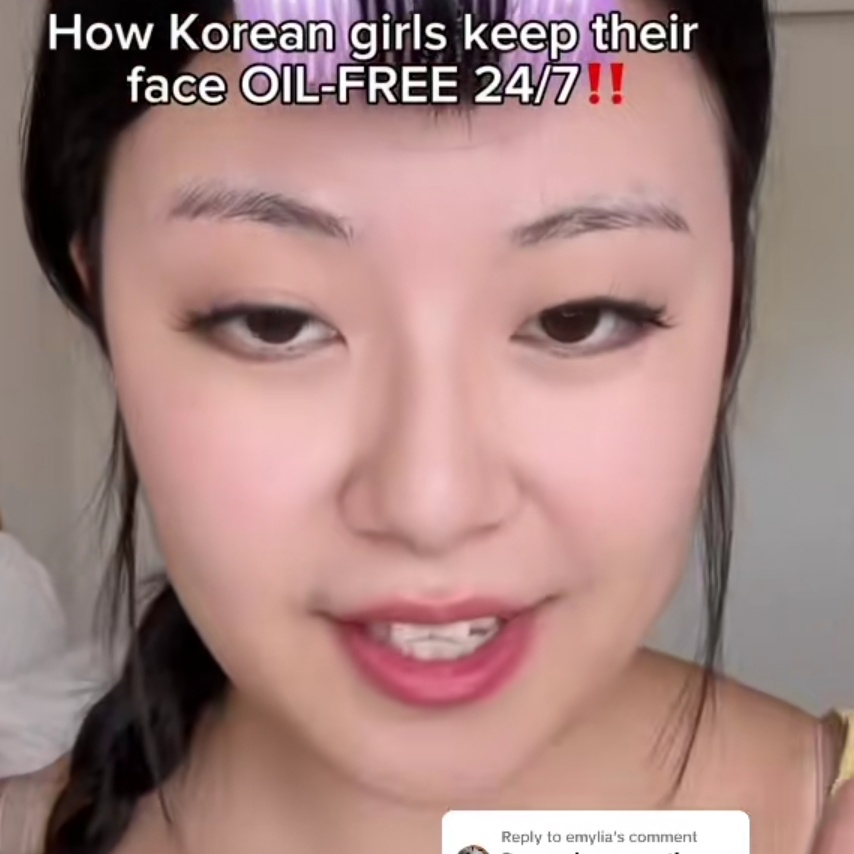 How Korean girls keep their
face OIL-FREE 24/7‼️
Reply to emylia's comment